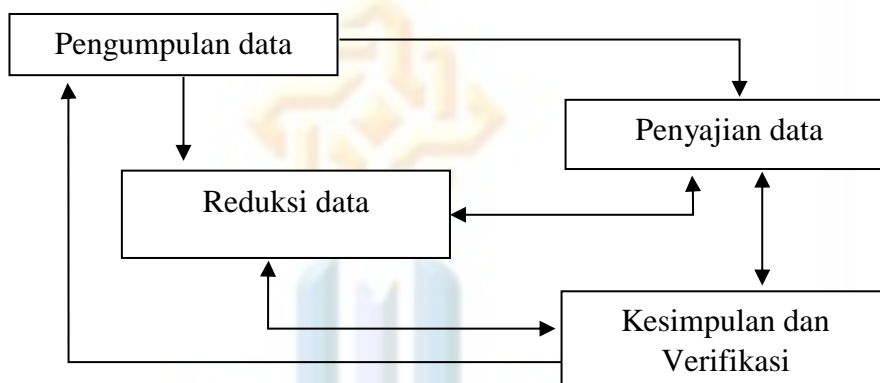 Pengumpulan data
Penyajian data
Reduksi data
Kesimpulan dan
Verifikasi